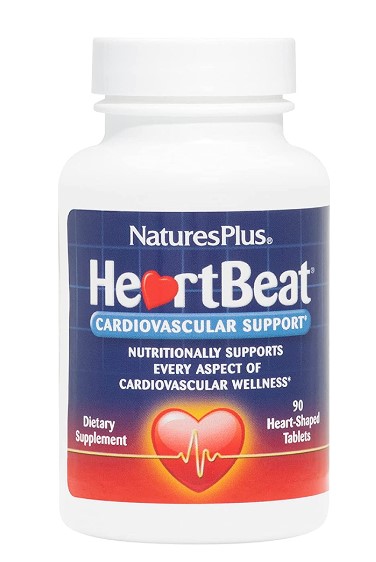 NaturesPlus®
HeartBeat®
CARDIOVASCULAR SUPPORT*
NUTRITIONALLY SUPPORTS
EVERY ASPECT OF
CARDIOVASCULAR WELLNESS*
Dietary
Supplement
90
Heart-Shaped
Tablets